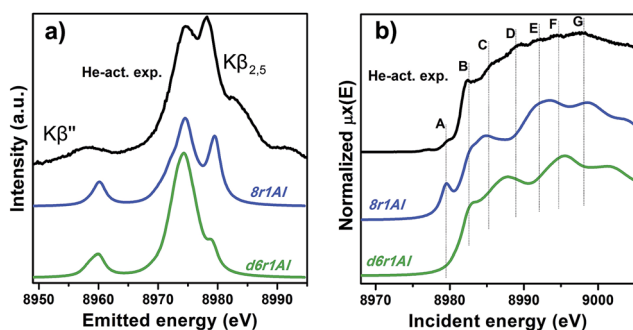 a)
He-act. exp.
Kβ2,5
Kβ"
8r1Al
d6r1Al
Intensity (a.u.)
8950 8960 8970 8980 8990
Emitted energy (eV)
b)
A B C D E F G
He-act. exp.
8r1Al
d6r1Al
Normalized μx(E)
8970 8980 8990 9000
Incident energy (eV)